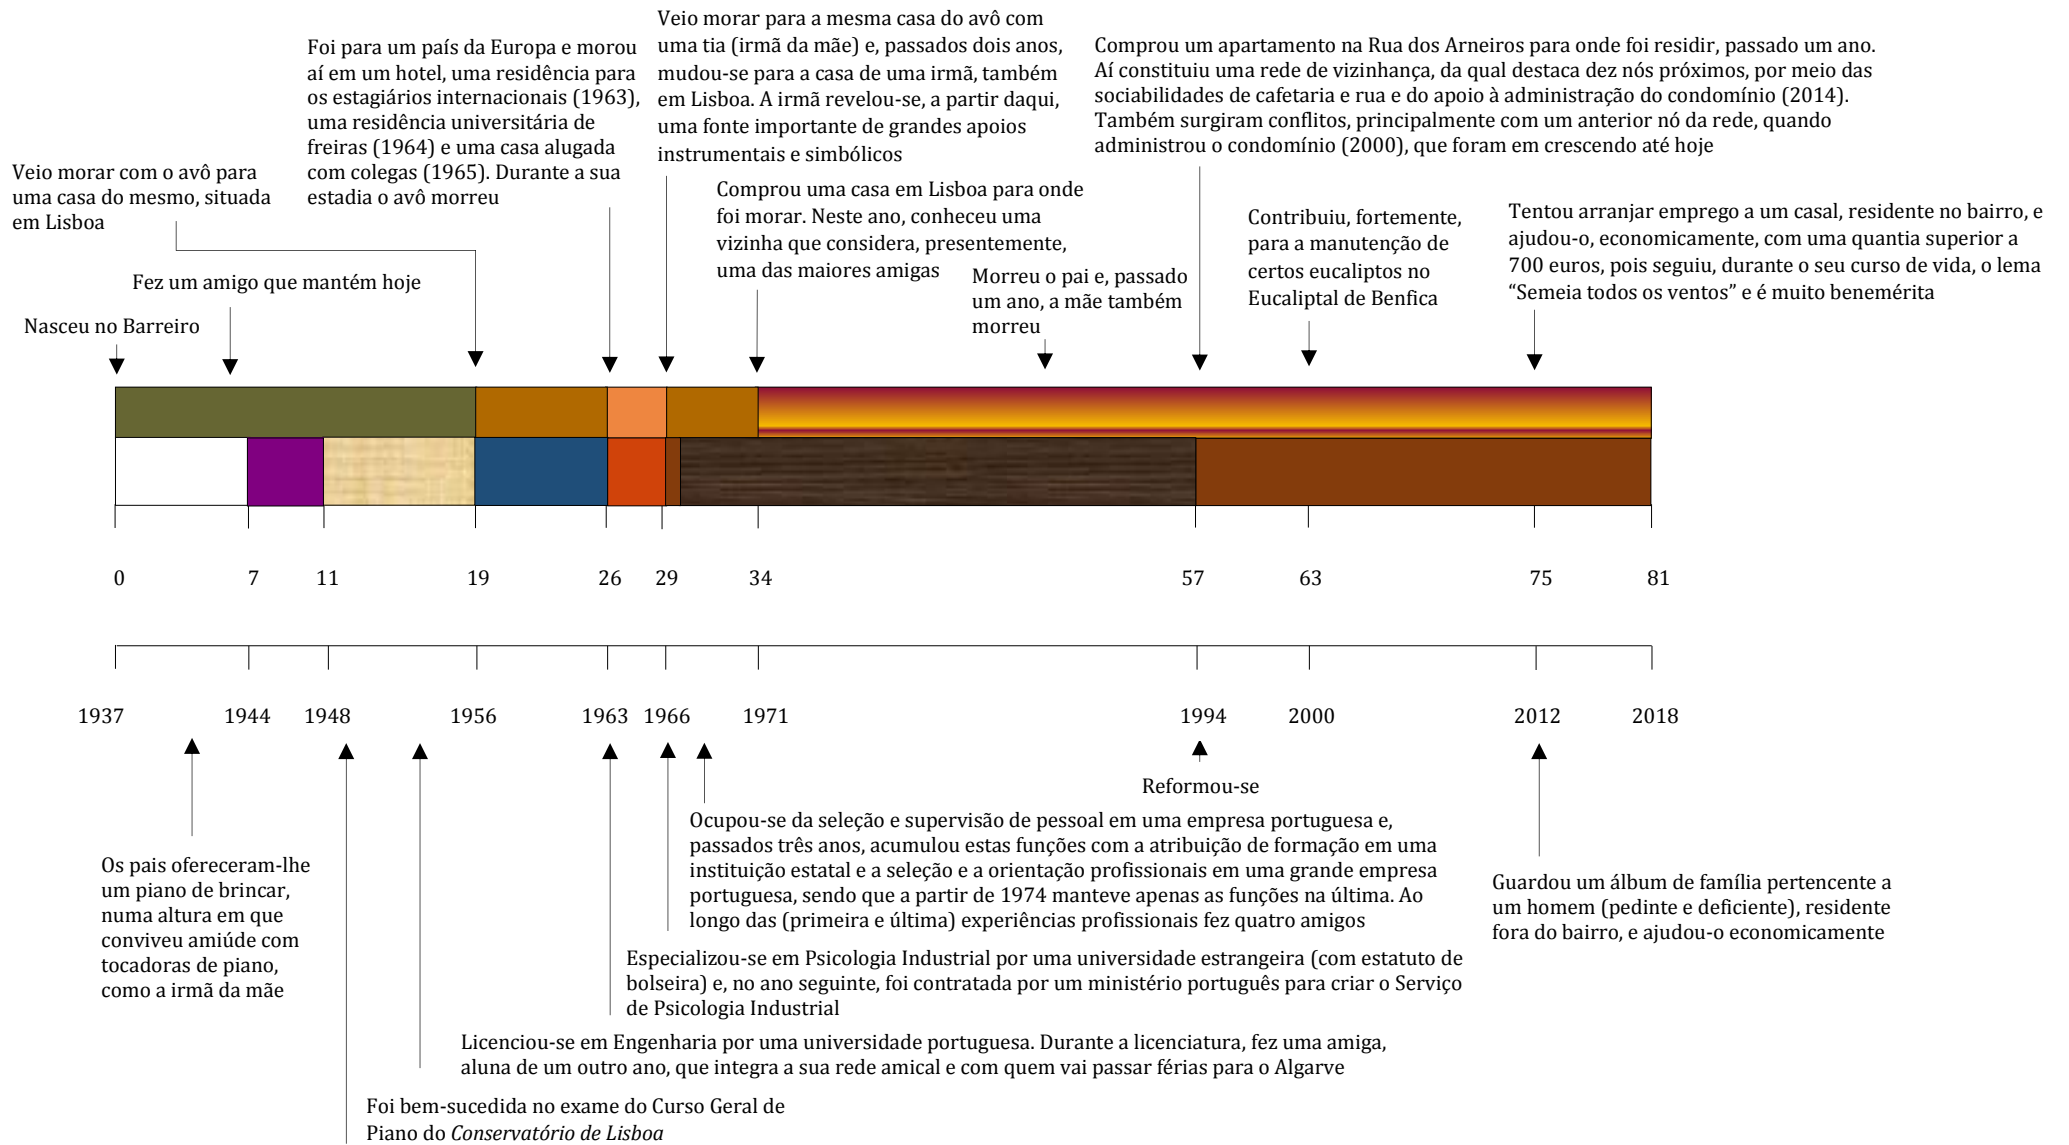 Veio morar com o avô para
uma casa do mesmo, situada
em Lisboa
Foi para um país da Europa e morou
aí em um hotel, uma residência para
os estagiários internacionais (1963),
uma residência universitária de
freiras (1964) e uma casa alugada
com colegas (1965). Durante a sua
estadia o avô morreu
Veio morar para a mesma casa do avô com
uma tia (irmã da mãe) e, passados dois anos,
mudou-se para a casa de uma irmã, também
em Lisboa. A irmã revelou-se, a partir daqui,
uma fonte importante de grandes apoios
instrumentais e simbólicos
Comprou um apartamento na Rua dos Arneiros para onde foi residir, passado um ano.
Aí constituiu uma rede de vizinhança, da qual destaca dez nós próximos, por meio das
sociabilidades de cafetaria e rua e do apoio à administração do condomínio (2014).
Também surgiram conflitos, principalmente com um anterior nó da rede, quando
administrou o condomínio (2000), que foram em crescendo até hoje
Comprou uma casa em Lisboa para onde
foi morar. Neste ano, conheceu uma
vizinha que considera, presentemente,
uma das maiores amigas
Contribuiu, fortemente,
para a manutenção de
certos eucaliptos no
Eucaliptal de Benfica
Tentou arranjar emprego a um casal, residente no bairro, e
ajudou-o, economicamente, com uma quantia superior a
700 euros, pois seguiu, durante o seu curso de vida, o lema
“Semeia todos os ventos” e é muito benemérita
Fez um amigo que mantém hoje
Morreu o pai e, passado
um ano, a mãe também
morreu
Nasceu no Barreiro
0 7 11 19 26 29 34 57 63 75 81
1937 1944 1948 1956 1963 1966 1971 1994 2000 2012 2018
Reformou-se
Ocupou-se da seleção e supervisão de pessoal em uma empresa portuguesa e,
passados três anos, acumulou estas funções com a atribuição de formação em uma
instituição estatal e a seleção e a orientação profissionais em uma grande empresa
portuguesa, sendo que a partir de 1974 manteve apenas as funções na última. Ao
longo das (primeira e última) experiências profissionais fez quatro amigos
Os pais ofereceram-lhe
um piano de brincar,
numa altura em que
conviveu amiúde com
tocadoras de piano,
como a irmã da mãe
Guardou um álbum de família pertencente a
um homem (pedinte e deficiente), residente
fora do bairro, e ajudou-o economicamente
Especializou-se em Psicologia Industrial por uma universidade estrangeira (com estatuto de
bolseira) e, no ano seguinte, foi contratada por um ministério português para criar o Serviço
de Psicologia Industrial
Licenciou-se em Engenharia por uma universidade portuguesa. Durante a licenciatura, fez uma amiga,
aluna de um outro ano, que integra a sua rede amical e com quem vai passar férias para o Algarve
Foi bem-sucedida no exame do Curso Geral de
Piano do Conservatório de Lisboa